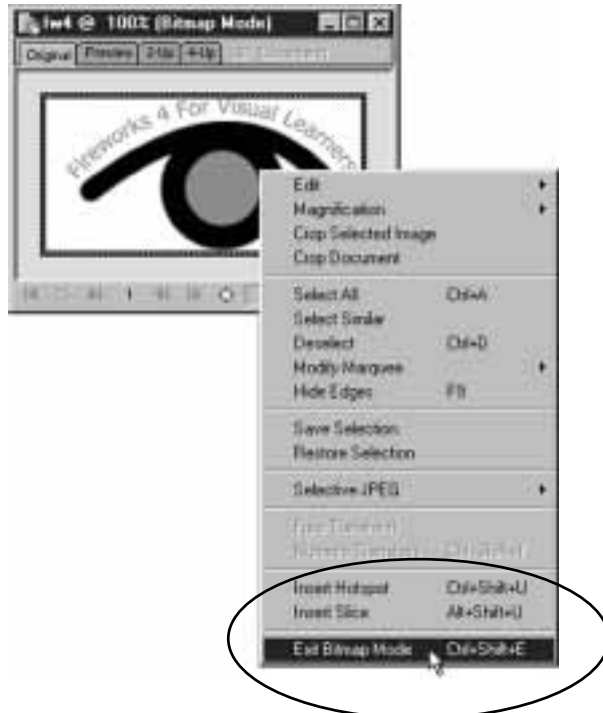 fw4 @ 100% (Bitmap Mode)
Original Preview 2-Up 4-Up
Fireworks 4 For Visual Learners
Edit
Magnification
Crop Selected Image
Crop Document
Select All Ctrl+A
Select Similar
Deselect Ctrl+D
Modify Marquee
Hide Edges F9
Save Selection
Restore Selection
Selective JPEG
Free Transform
Insert Hotspot Ctrl+Shift+U
Insert Slice Alt+Shift+U
Exit Bitmap Mode Ctrl+Shift+E